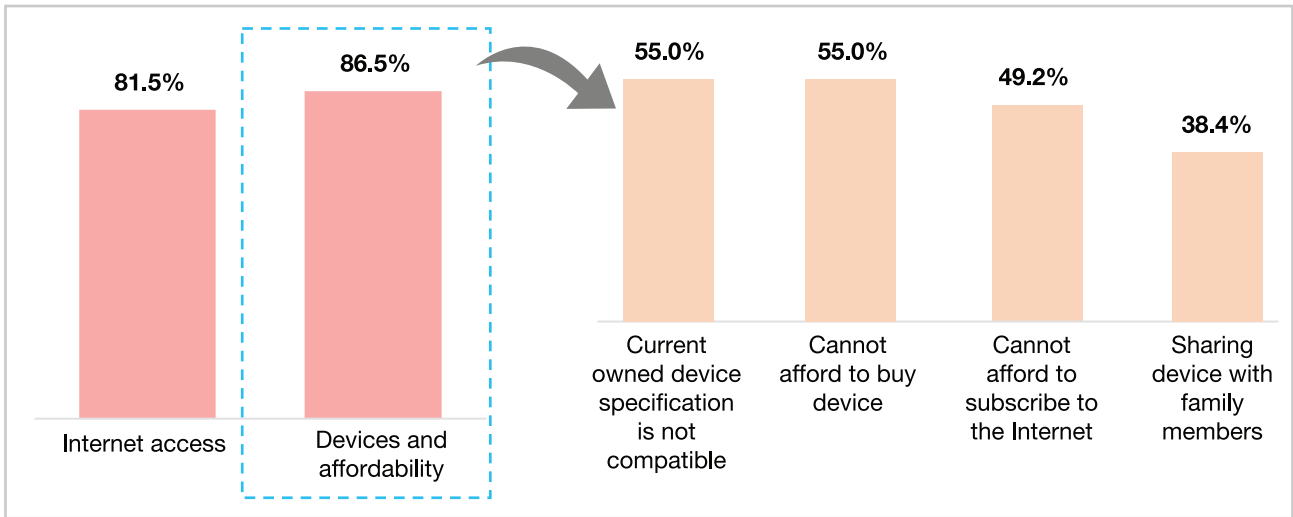 81.5%
86.5%
Internet access
Devices and
affordability
55.0%
55.0%
49.2%
38.4%
Current
owned device
specification
is not
compatible
Cannot
afford to buy
device
Cannot
afford to
subscribe to
the Internet
Sharing
device with
family
members